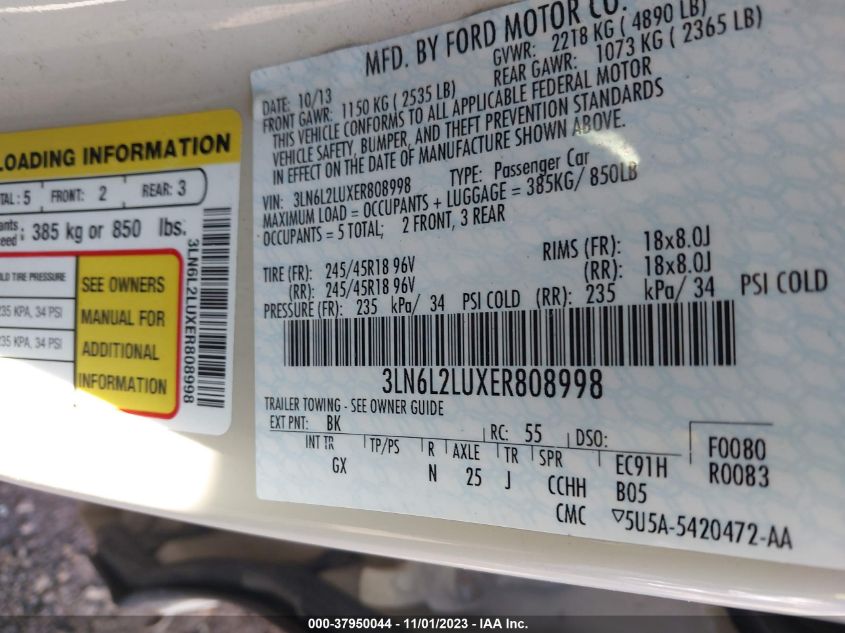 LOADING INFORMATION
TAL : 5 FRONT: 2 REAR: 3
385 kg or 850 lbs.
OLD TIRE PRESSURE
235 KPA, 34 PSI
235 KPA, 34 PSI
SEE OWNERS
MANUAL FOR
ADDITIONAL
INFORMATION
3LN6L2LUXER808998
MFD. BY FORD MOTOR CO.
DATE: 10/13 GVWR: 2218 KG ( 4890 LB)
FRONT GAWR: 1150 KG ( 2535 LB) REAR GAWR: 1073 KG ( 2365 LB)
THIS VEHICLE CONFORMS TO ALL APPLICABLE FEDERAL MOTOR
VEHICLE SAFETY, BUMPER, AND THEFT PREVENTION STANDARDS
IN EFFECT ON THE DATE OF MANUFACTURE SHOWN ABOVE.
VIN: 3LN6L2LUXER808998 TYPE: Passenger Car
MAXIMUM LOAD = OCCUPANTS + LUGGAGE = 385KG/ 850LB
OCCUPANTS = 5 TOTAL; 2 FRONT, 3 REAR
TIRE (FR): 245/45R18 96V RIMS (FR): 18x8.0J
(RR): 245/45R18 96V (RR): 18x8.0J
PRESSURE (FR): 235 kPa/ 34 PSI COLD (RR): 235 kPa/ 34 PSI COLD
3LN6L2LUXER808998
TRAILER TOWING - SEE OWNER GUIDE
EXT PNT: BK RC: 55 DSO: F0080
INT TR TP/PS R AXLE TR SPR EC91H R0083
GX N 25 J CCHH B05
CMC ▽5U5A-5420472-AA
000-37950044 - 11/01/2023 - IAA Inc.